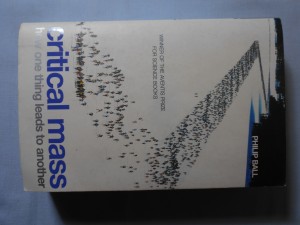 WINNER OF THE AVENTIS PRIZE
FOR SCIENCE BOOKS
critical mass
how one thing leads to another
PHILIP BALL